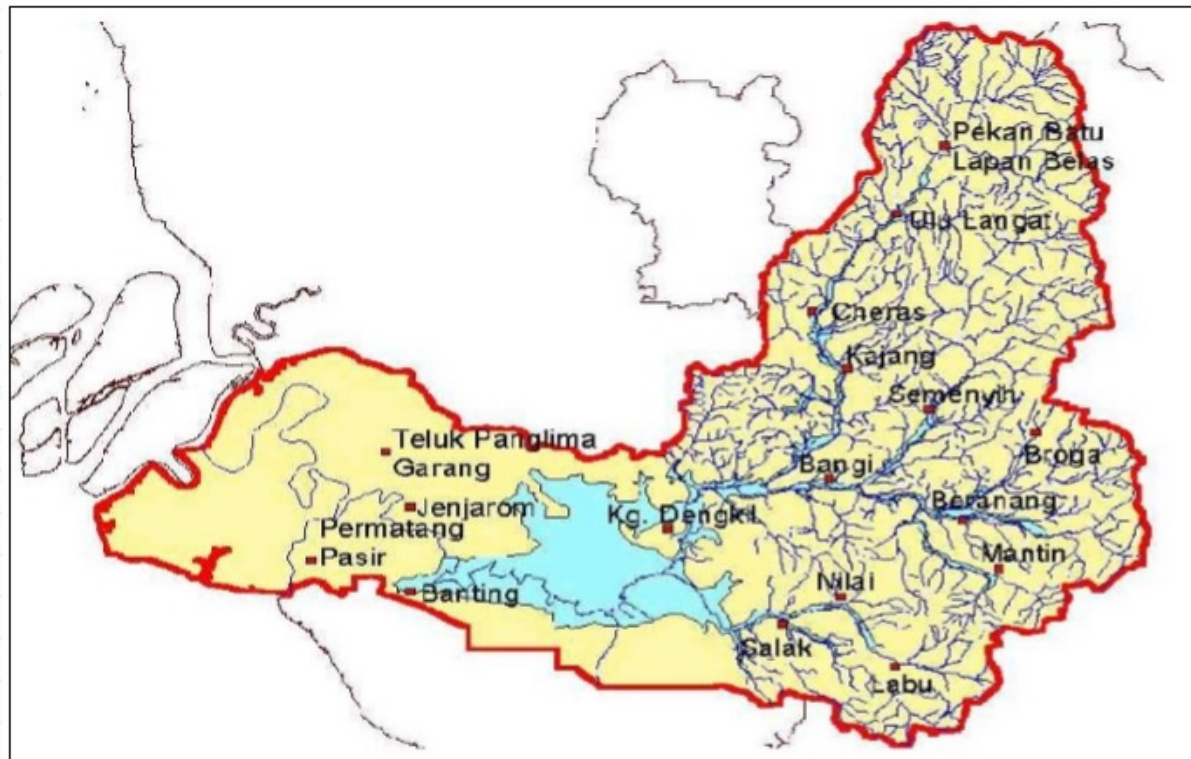 Pekan Batu
Lapan Belas
Ulu Langat
Cheras
Kajang
Semenyih
Teluk Panglima
Garang
Broga
Bangi
Jenjarom
Kg. Dengkil
Beranang
Permatang
Pasir
Mantin
Banting
Nilai
Salak
Labu